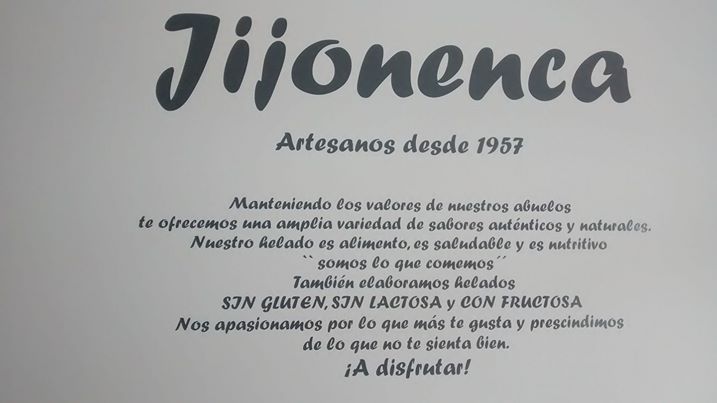 Jijonenca
Artesanos desde 1957
Manteniendo los valores de nuestros abuelos
te ofrecemos una amplia variedad de sabores auténticos y naturales.
Nuestro helado es alimento, es saludable y es nutritivo
``somos lo que comemos´´
También elaboramos helados
SIN GLUTEN, SIN LACTOSA y CON FRUCTOSA
Nos apasionamos por lo que más te gusta y prescindimos
de lo que no te sienta bien.
¡A disfrutar!